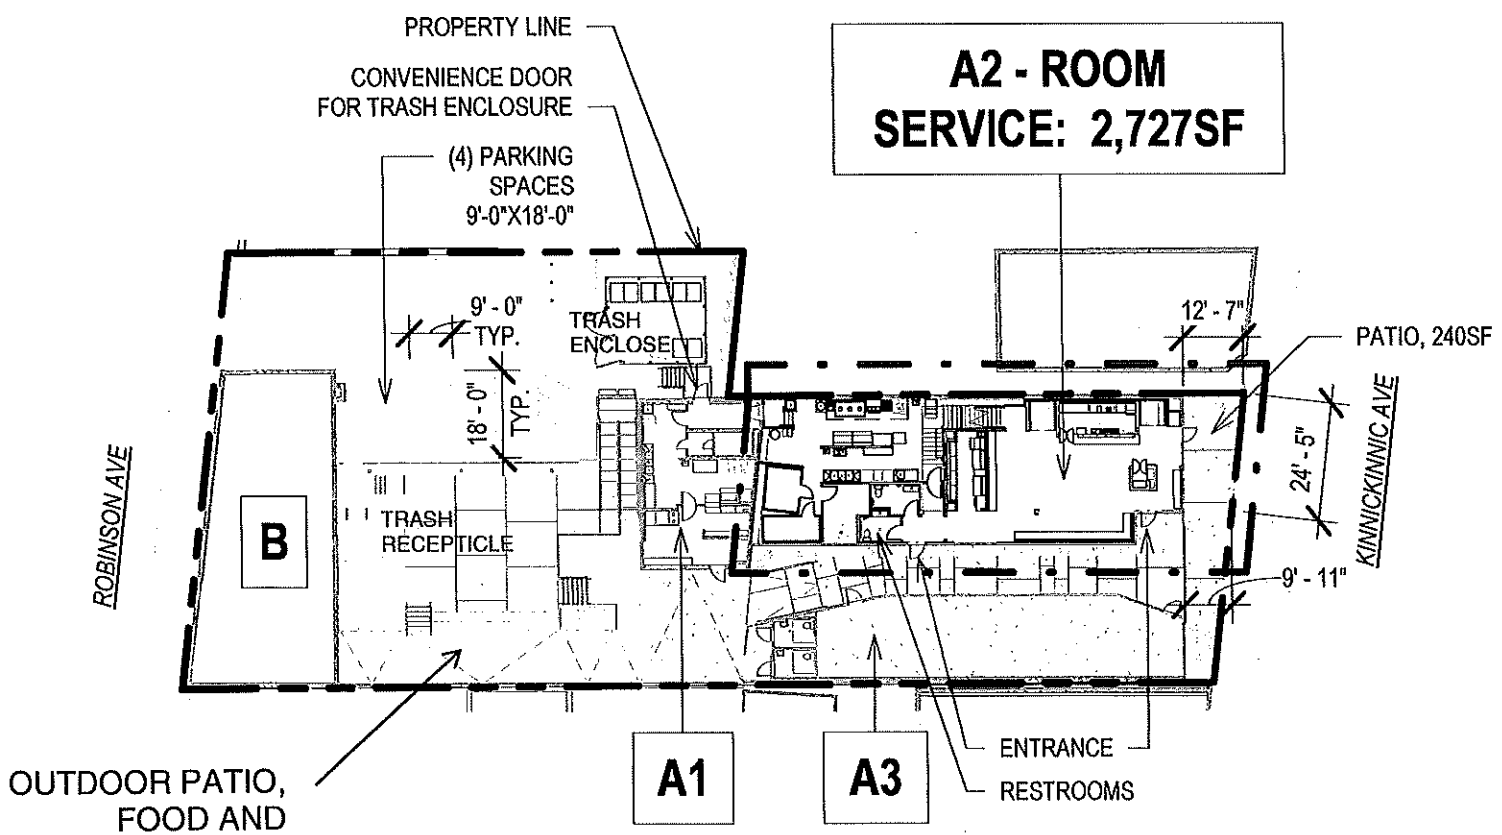 PROPERTY LINE
CONVENIENCE DOOR
FOR TRASH ENCLOSURE
(4) PARKING
SPACES
9'-0"X18'-0"
A2 - ROOM
SERVICE: 2,727SF
9' - 0"
TYP.
TRASH
ENCLOSE
12' - 7"
PATIO, 240SF
18' - 0"
TYP.
24' - 5"
KINNICKINNIC AVE
ROBINSON AVE
B
TRASH
RECEPTICLE
9' - 11"
A1
A3
ENTRANCE
RESTROOMS
OUTDOOR PATIO,
FOOD AND